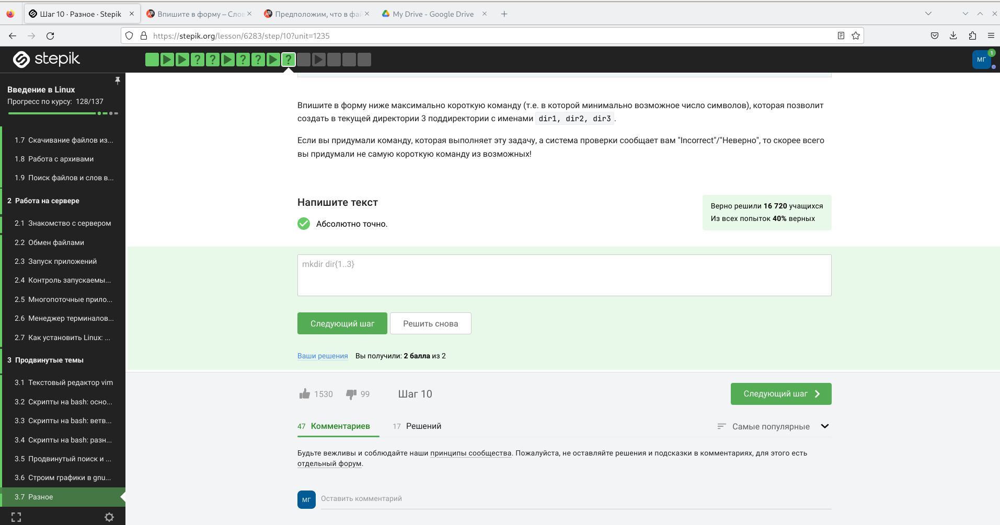 Шаг 10 · Разное · Stepik
Впишите в форму – Слов
Предположим, что в фай
My Drive - Google Drive
https://stepik.org/lesson/6283/step/10?unit=1235
stepik
МГ
1
Введение в Linux
Прогресс по курсу: 128/137
1.7 Скачивание файлов из...
1.8 Работа с архивами
1.9 Поиск файлов и слов в...
2 Работа на сервере
2.1 Знакомство с сервером
2.2 Обмен файлами
2.3 Запуск приложений
2.4 Контроль запускаемы...
2.5 Многопоточные прило...
2.6 Менеджер терминалов...
2.7 Как установить Linux: ...
3 Продвинутые темы
3.1 Текстовый редактор vim
3.2 Скрипты на bash: осно...
3.3 Скрипты на bash: ветв...
3.4 Скрипты на bash: разн...
3.5 Продвинутый поиск и ...
3.6 Строим графики в gnu...
3.7 Разное
Впишите в форму ниже максимально короткую команду (т.е. в которой минимально возможное число символов), которая позволит
создать в текущей директории 3 поддиректории с именами dir1, dir2, dir3.
Если вы придумали команду, которая выполняет эту задачу, а система проверки сообщает вам "Incorrect"/"Неверно", то скорее всего
вы придумали не самую короткую команду из возможных!
Напишите текст
Абсолютно точно.
Верно решили 16 720 учащихся
Из всех попыток 40% верных
mkdir dir{1..3}
Следующий шаг
Решить снова
Ваши решения Вы получили: 2 балла из 2
1530 99 Шаг 10
Следующий шаг
47 Комментариев 17 Решений
Самые популярные
Будьте вежливы и соблюдайте наши принципы сообщества. Пожалуйста, не оставляйте решения и подсказки в комментариях, для этого есть
отдельный форум.
МГ Оставить комментарий